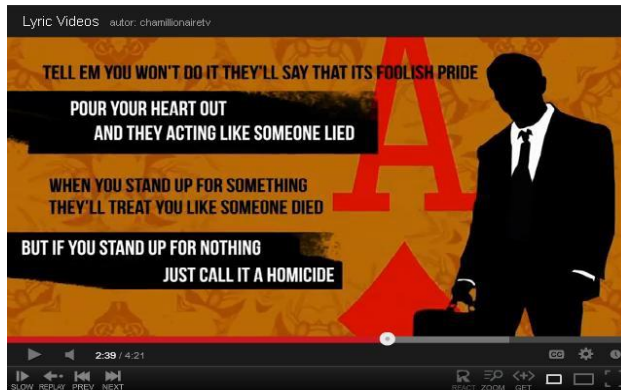 Lyric Videos autor: chamillionairetv
A
TELL EM YOU WON'T DO IT THEY'LL SAY THAT ITS FOOLISH PRIDE
POUR YOUR HEART OUT
AND THEY ACTING LIKE SOMEONE LIED
WHEN YOU STAND UP FOR SOMETHING
THEY'LL TREAT YOU LIKE SOMEONE DIED
BUT IF YOU STAND UP FOR NOTHING
JUST CALL IT A HOMICIDE
2:39 / 4:21
CC
SLOW REPLAY PREV NEXT REACT ZOOM GET